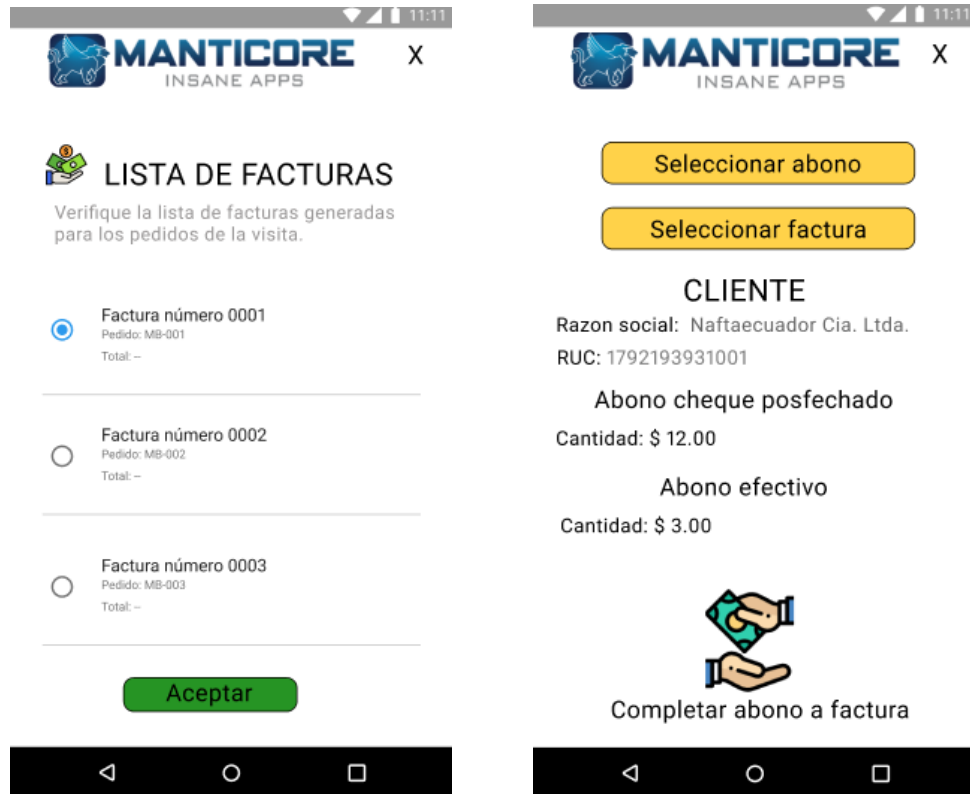 11:11
MANTICORE
INSANE APPS
X
LISTA DE FACTURAS
Verifique la lista de facturas generadas
para los pedidos de la visita.
Factura número 0001
Pedido: MB-001
Total: –
Factura número 0002
Pedido: MB-002
Total: –
Factura número 0003
Pedido: MB-003
Total: –
Aceptar
11:11
MANTICORE
INSANE APPS
X
Seleccionar abono
Seleccionar factura
CLIENTE
Razon social: Naftaecuador Cia. Ltda.
RUC: 1792193931001
Abono cheque posfechado
Cantidad: $ 12.00
Abono efectivo
Cantidad: $ 3.00
Completar abono a factura